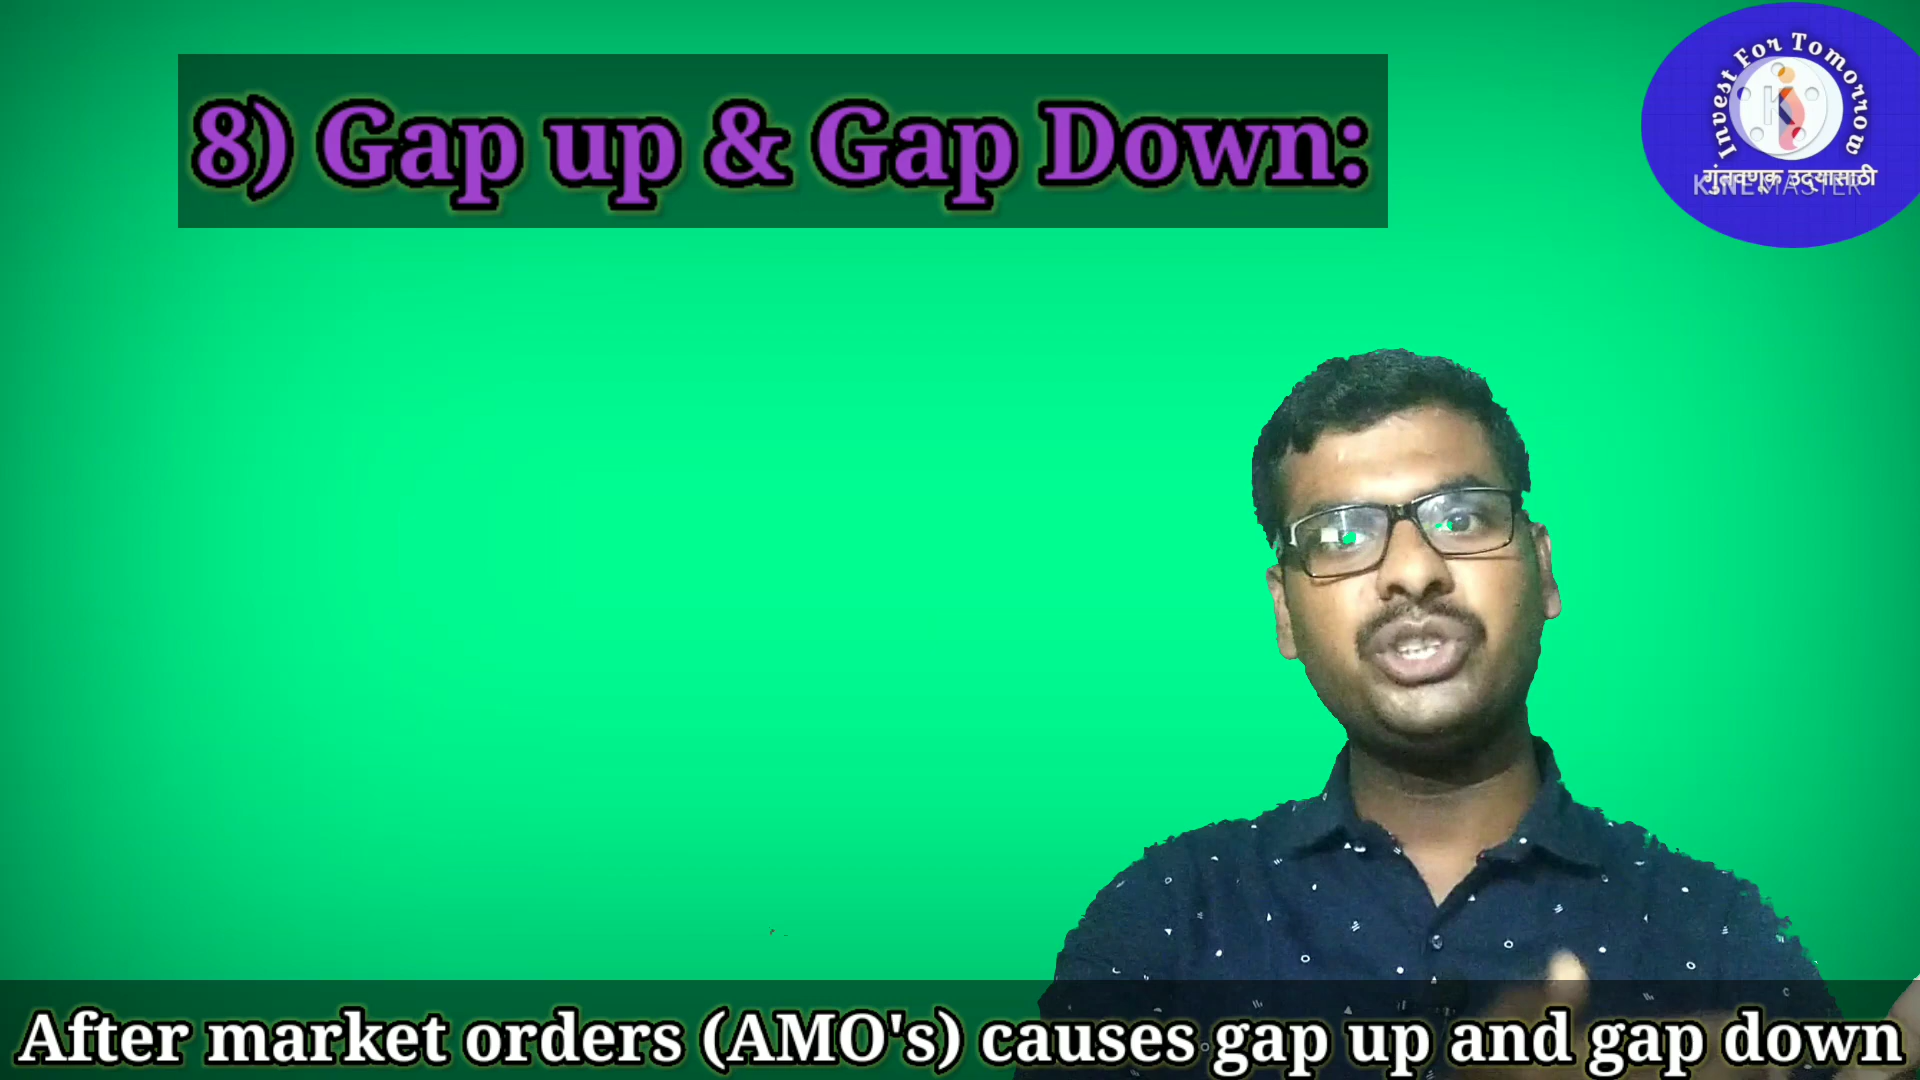 8) Gap up & Gap Down:
Invest For Tomorrow
गुंतवणूक उद्यासाठी
KINEMASTER
After market orders (AMO's) causes gap up and gap down